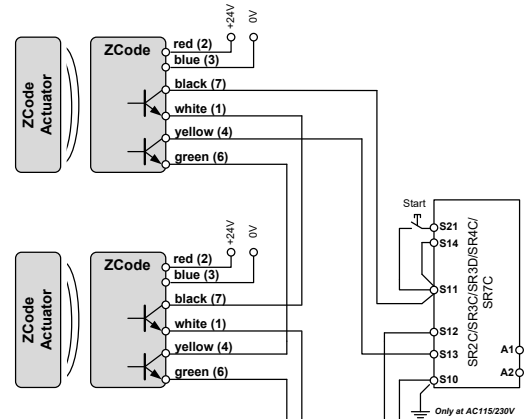 +24V
0V
ZCode
Actuator
ZCode
red (2)
blue (3)
black (7)
white (1)
yellow (4)
green (6)
+24V
0V
ZCode
Actuator
ZCode
red (2)
blue (3)
black (7)
white (1)
yellow (4)
green (6)
Start
S21
S14
S11
S12
S13
S10
SR2C/SR3C/SR3D/SR4C/
SR7C
A1
A2
Only at AC115/230V